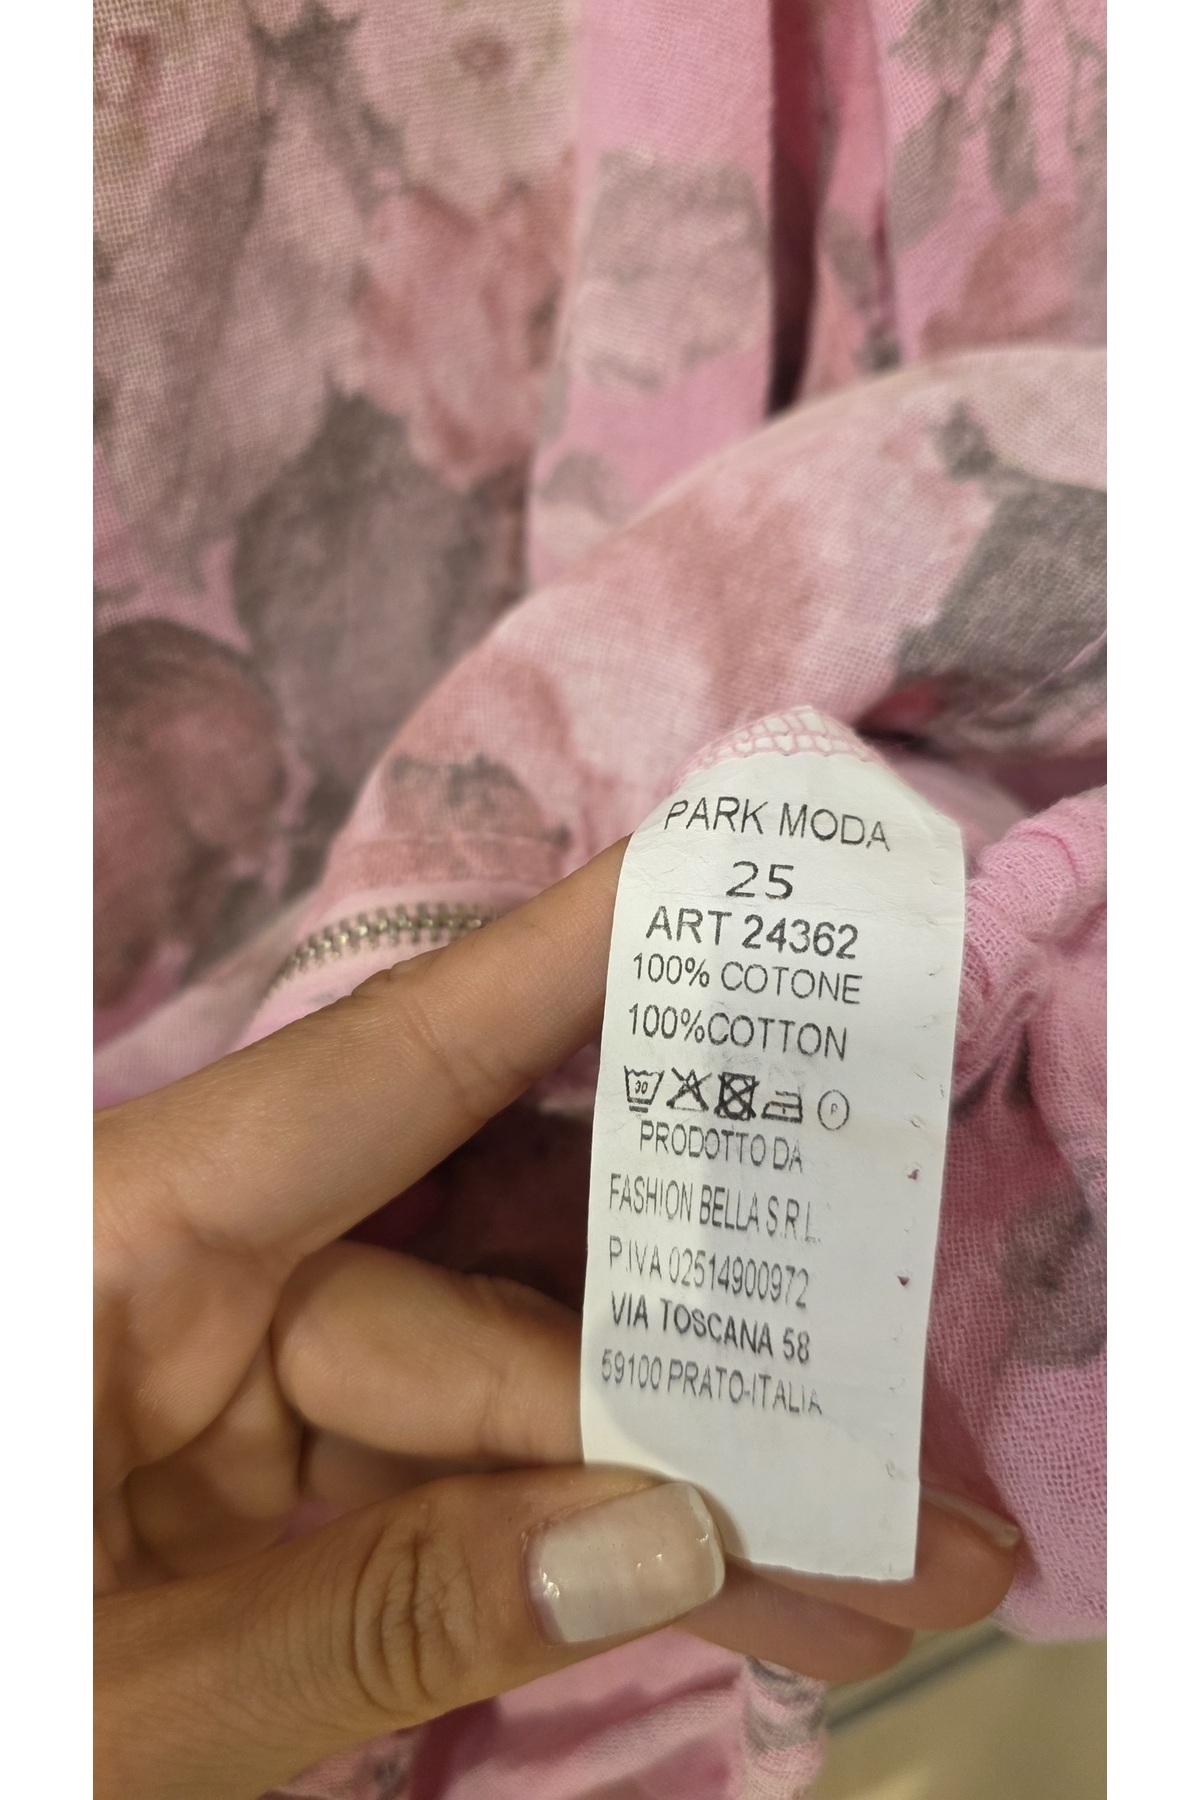 PARK MODA
25
ART 24362
100% COTONE
100%COTTON
30 P
PRODOTTO DA
FASHION BELLA S.R.L.
P.IVA 02514900972
VIA TOSCANA 58
59100 PRATO-ITALIA